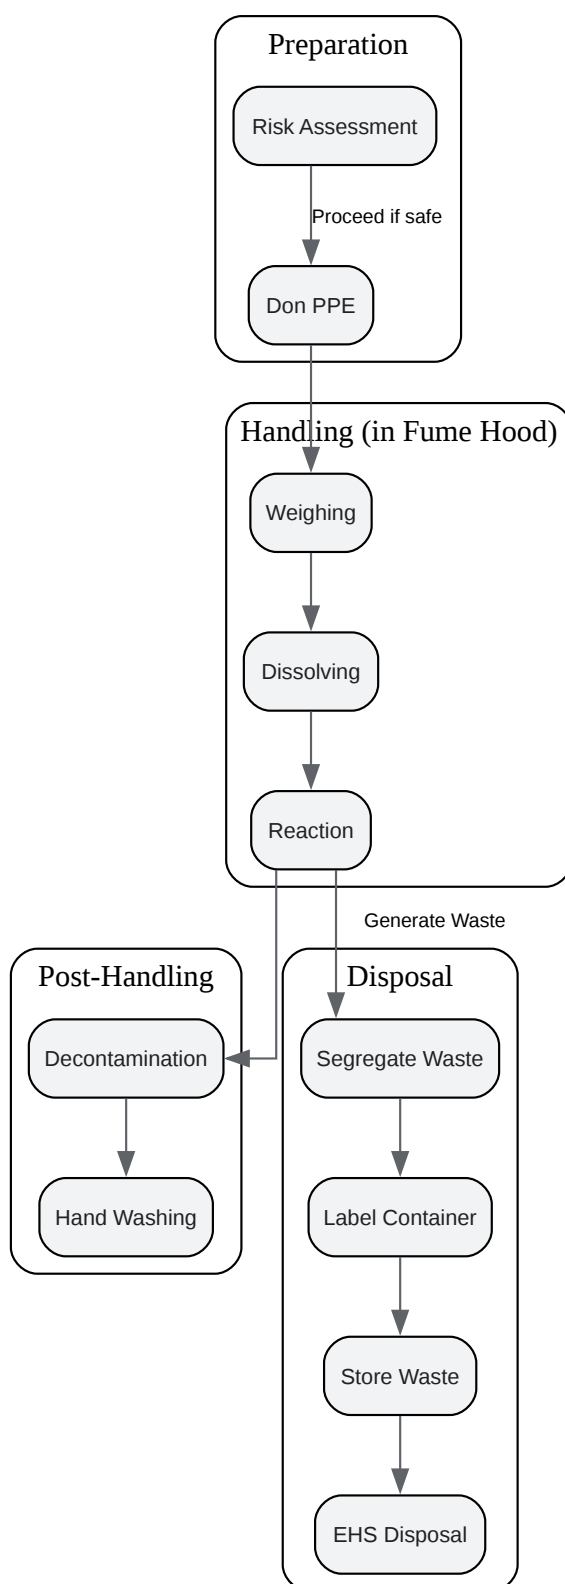 Preparation
Risk Assessment
Proceed if safe
Don PPE
Handling (in Fume Hood)
Weighing
Dissolving
Reaction
Generate Waste
Post-Handling
Decontamination
Hand Washing
Disposal
Segregate Waste
Label Container
Store Waste
EHS Disposal